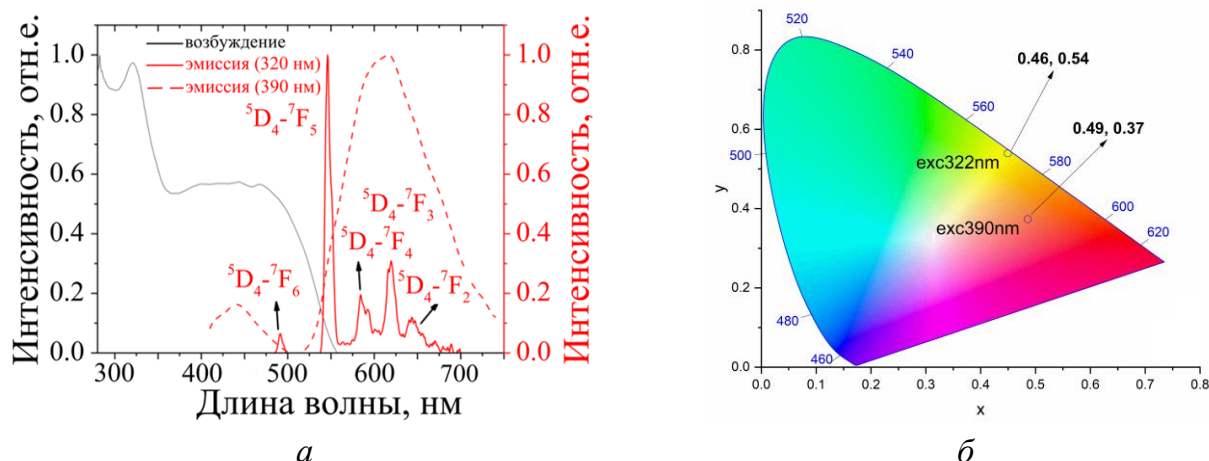 Интенсивность, отн.е.
1.0
0.8
0.6
0.4
0.2
0.0
возбуждение
эмиссия (320 нм)
эмиссия (390 нм)
⁵D₄-⁷F₅
⁵D₄-⁷F₃
⁵D₄-⁷F₄
⁵D₄-⁷F₂
⁵D₄-⁷F₆
1.0
0.8
0.6
0.4
0.2
0.0
Интенсивность, отн.е.
300 400 500 600 700
Длина волны, нм
а
0.8
0.6
0.4
0.2
0.0
y
520
540
560
580
600
620
500
480
460
0.46, 0.54
0.49, 0.37
exc322nm
exc390nm
0.0 0.1 0.2 0.3 0.4 0.5 0.6 0.7 0.8
x
б